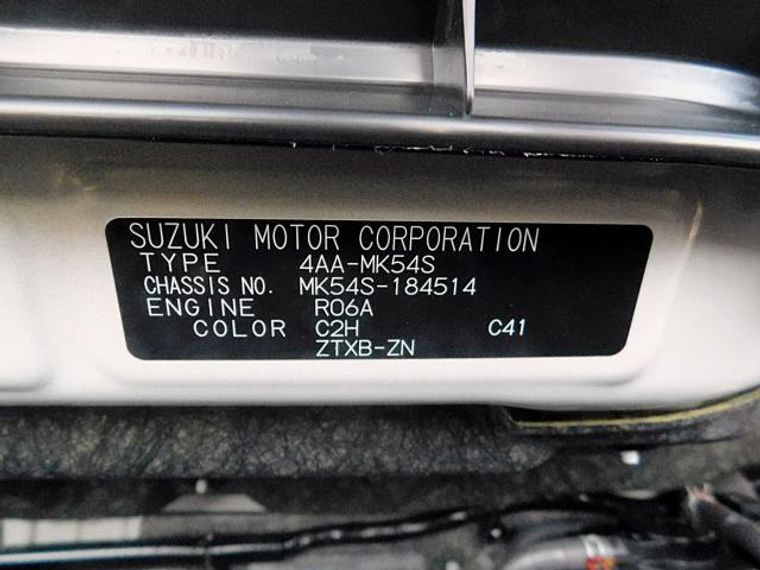 SUZUKI MOTOR CORPORATION
TYPE 4AA-MK54S
CHASSIS NO. MK54S-184514
ENGINE R06A
COLOR C2H C41
ZTXB-ZN